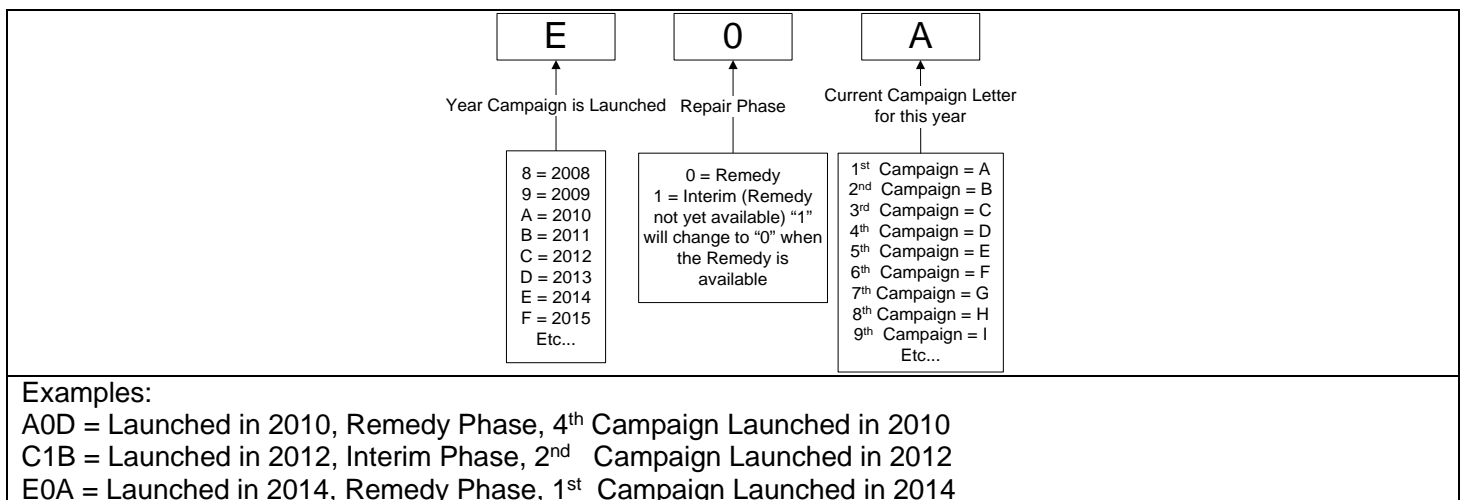 E
0
A
Year Campaign is Launched
Repair Phase
Current Campaign Letter
for this year
8 = 2008
9 = 2009
A = 2010
B = 2011
C = 2012
D = 2013
E = 2014
F = 2015
Etc...
0 = Remedy
1 = Interim (Remedy
not yet available) “1”
will change to “0” when
the Remedy is
available
1st Campaign = A
2nd Campaign = B
3rd Campaign = C
4th Campaign = D
5th Campaign = E
6th Campaign = F
7th Campaign = G
8th Campaign = H
9th Campaign = I
Etc...
Examples:
A0D = Launched in 2010, Remedy Phase, 4th Campaign Launched in 2010
C1B = Launched in 2012, Interim Phase, 2nd Campaign Launched in 2012
E0A = Launched in 2014, Remedy Phase, 1st Campaign Launched in 2014